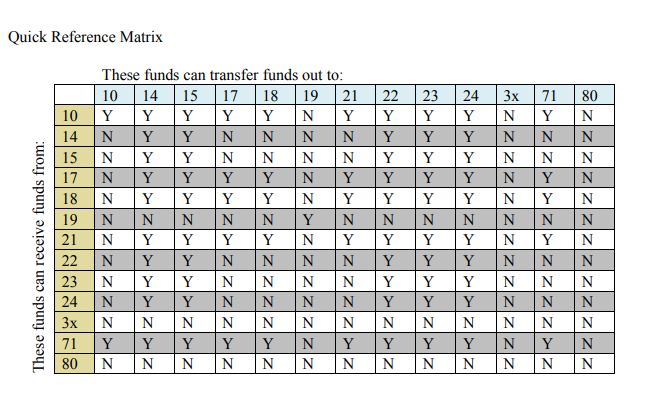 Quick Reference Matrix
These funds can transfer funds out to:
10 14 15 17 18 19 21 22 23 24 3x 71 80
These funds can receive funds from:
10 Y Y Y Y Y N Y Y Y Y N Y N
14 N Y Y N N N N Y Y Y N N N
15 N Y Y N N N N Y Y Y N N N
17 N Y Y Y Y N Y Y Y Y N Y N
18 N Y Y Y Y N Y Y Y Y N Y N
19 N N N N N Y N N N N N N N
21 N Y Y Y Y N Y Y Y Y N Y N
22 N Y Y N N N N Y Y Y N N N
23 N Y Y N N N N Y Y Y N N N
24 N Y Y N N N N Y Y Y N N N
3x N N N N N N N N N N N N N
71 Y Y Y Y Y N Y Y Y Y N Y N
80 N N N N N N N N N N N N N